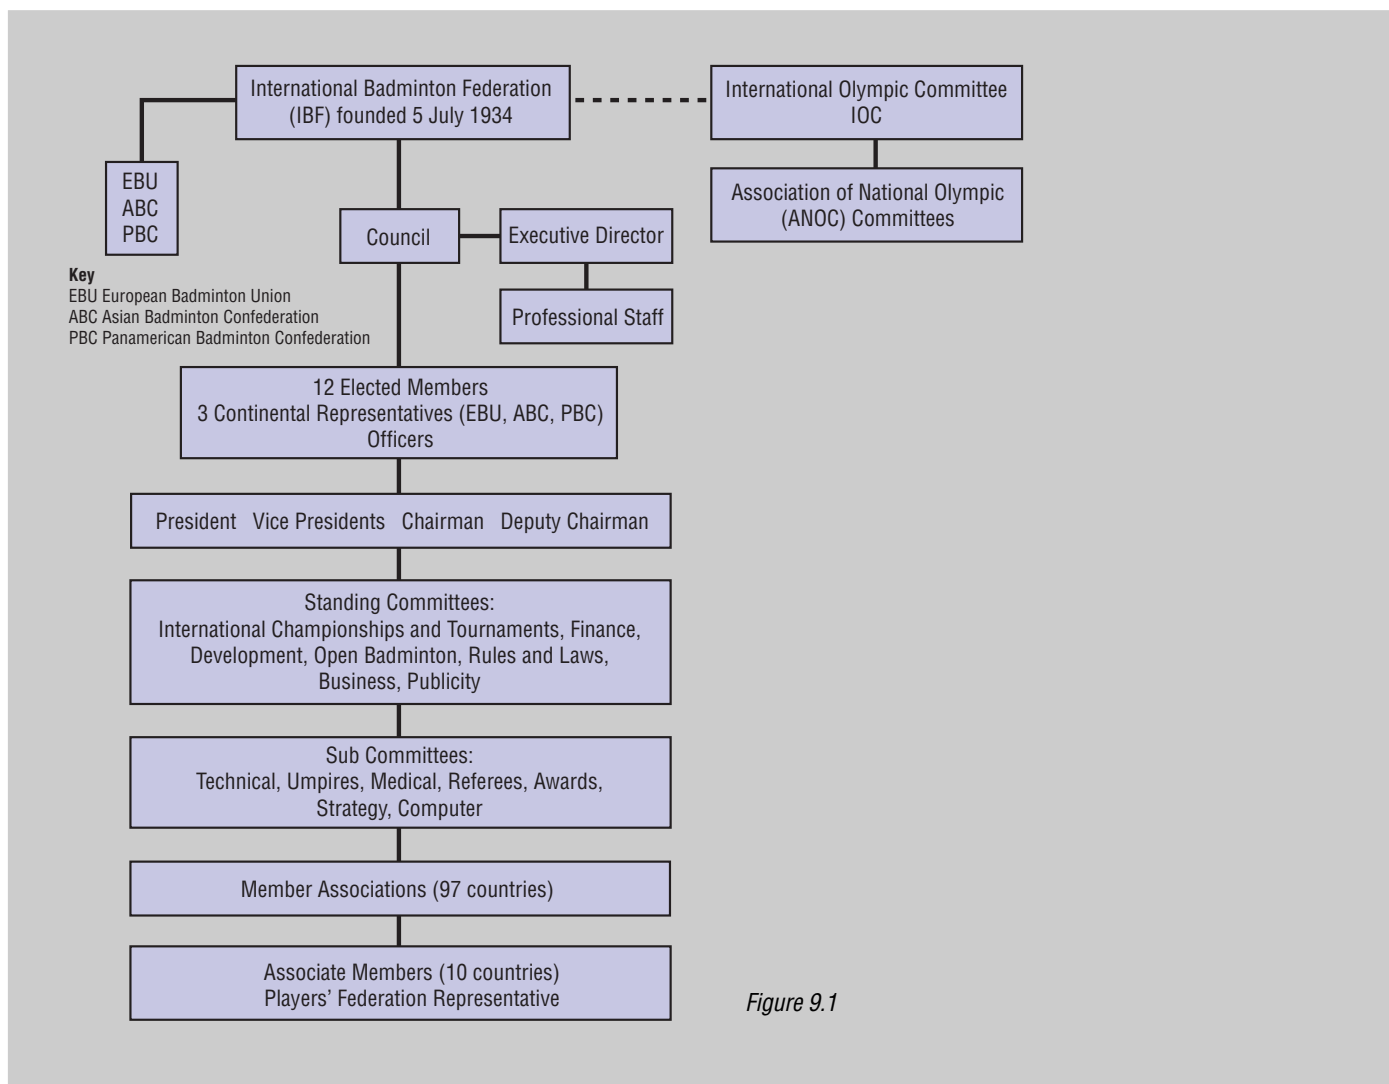 International Badminton Federation
(IBF) founded 5 July 1934
International Olympic Committee
IOC
EBU
ABC
PBC
Association of National Olympic
(ANOC) Committees
Council
Executive Director
Key
EBU European Badminton Union
ABC Asian Badminton Confederation
PBC Panamerican Badminton Confederation
Professional Staff
12 Elected Members
3 Continental Representatives (EBU, ABC, PBC)
Officers
President Vice Presidents Chairman Deputy Chairman
Standing Committees:
International Championships and Tournaments, Finance,
Development, Open Badminton, Rules and Laws,
Business, Publicity
Sub Committees:
Technical, Umpires, Medical, Referees, Awards,
Strategy, Computer
Member Associations (97 countries)
Associate Members (10 countries)
Players’ Federation Representative
Figure 9.1